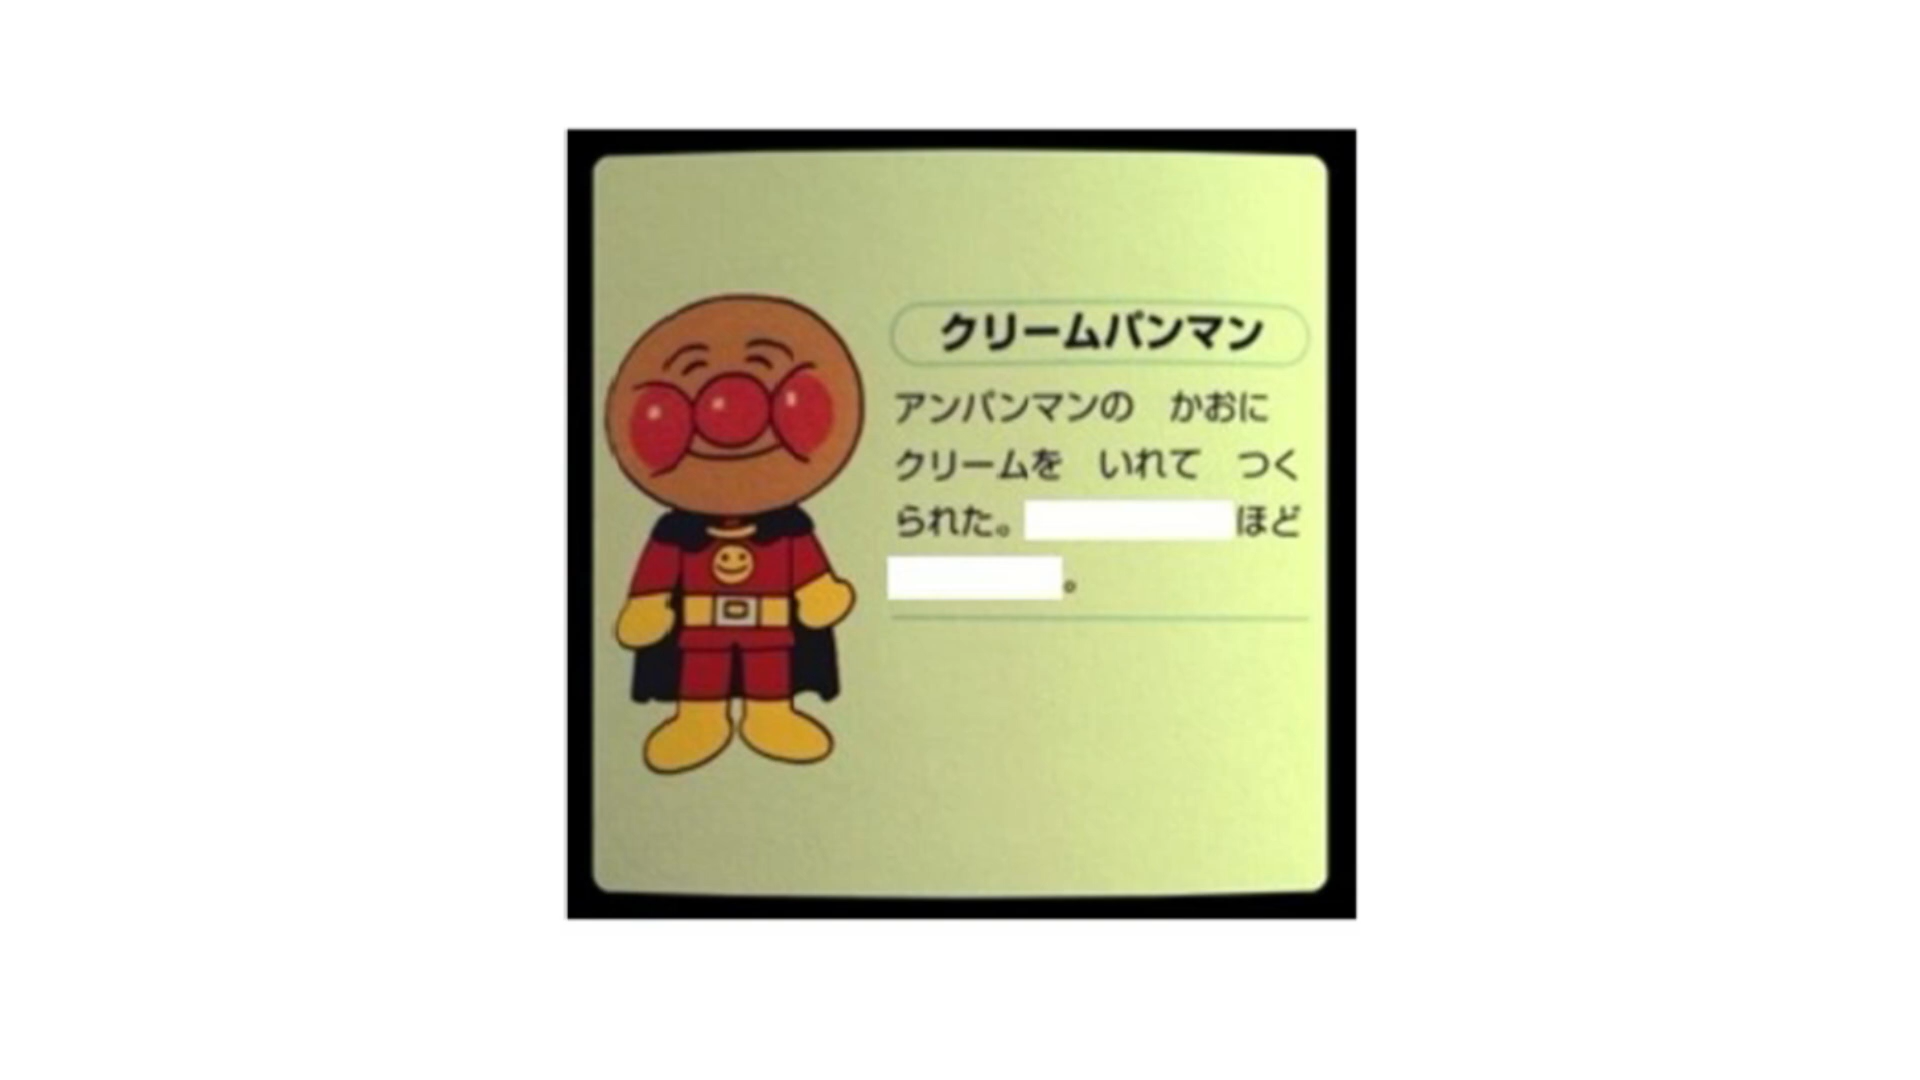 クリームパンマン
アンパンマンの　かおに
クリームを　いれて　つく
られた。ほど
。